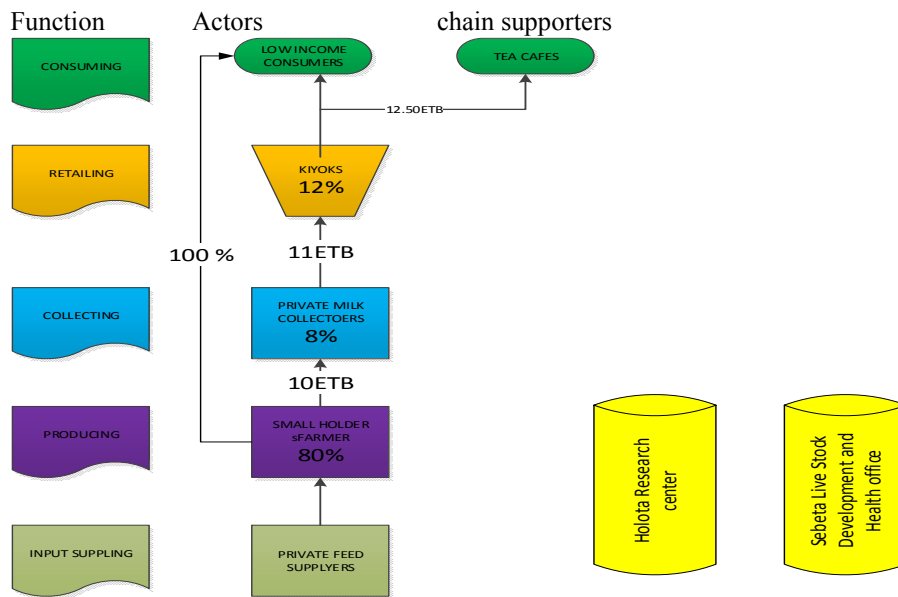 Function
Actors
chain supporters
CONSUMING
LOW INCOME
CONSUMERS
TEA CAFES
12.50ETB
RETAILING
KIYOKS
12%
100 %
11ETB
COLLECTING
PRIVATE MILK
COLLECTOERS
8%
10ETB
PRODUCING
SMALL HOLDER
sFARMER
80%
INPUT SUPPLING
PRIVATE FEED
SUPPLYERS
Holota Research
center
Sebeta Live Stock
Development and
Health office